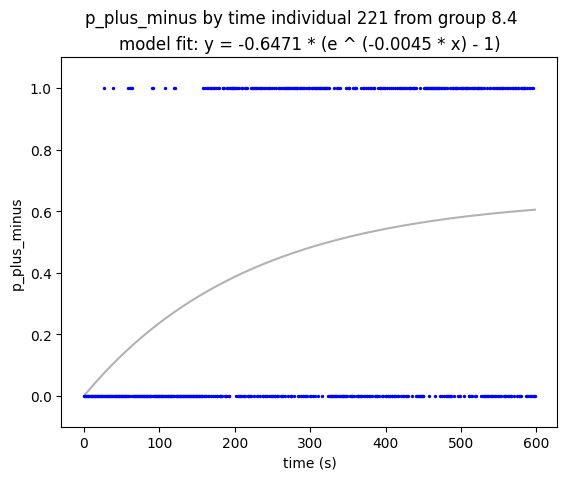 p_plus_minus by time individual 221 from group 8.4
model fit: y = -0.6471 * (e ^ (-0.0045 * x) - 1)
1.0
0.8
0.6
0.4
0.2
0.0
p_plus_minus
0 100 200 300 400 500 600
time (s)